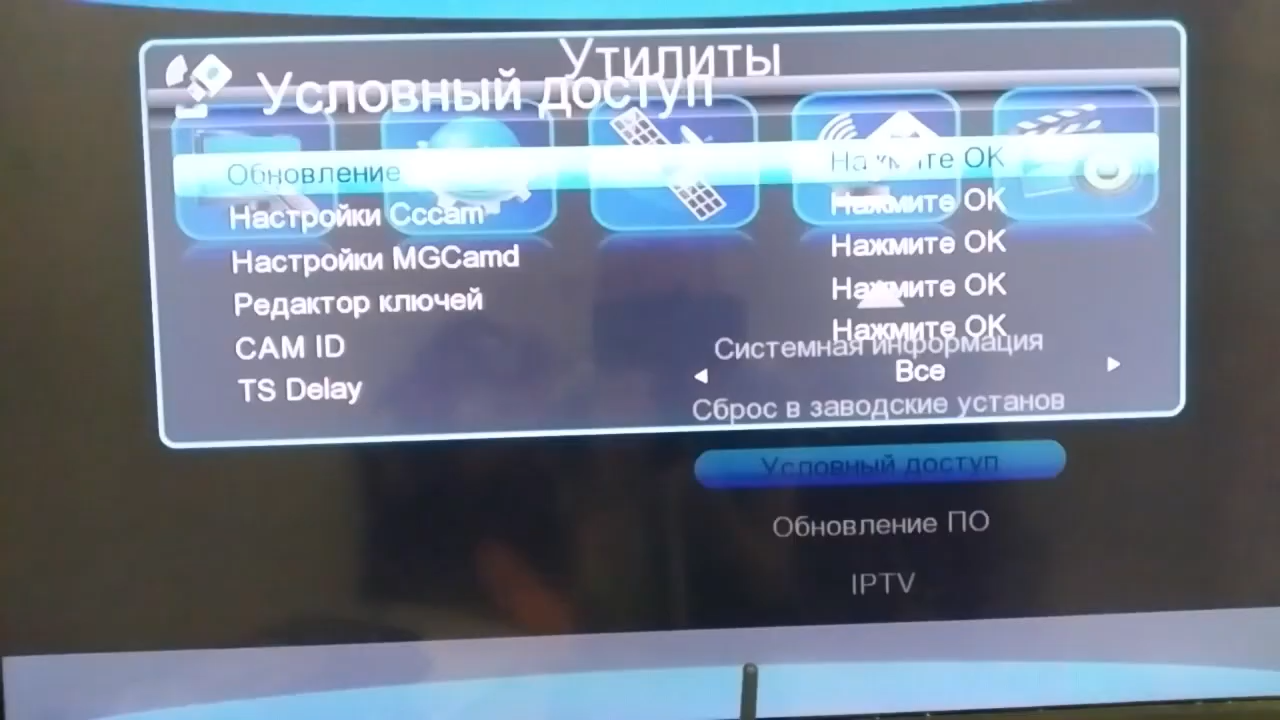 Утилиты
Условный доступ
Обновление Нажмите OK
Настройки Cccam Нажмите OK
Настройки MGCamd Нажмите OK
Редактор ключей Нажмите OK
CAM ID Нажмите OK
Системная информация
TS Delay Все
Сброс в заводские установ
Условный доступ
Обновление ПО
IPTV